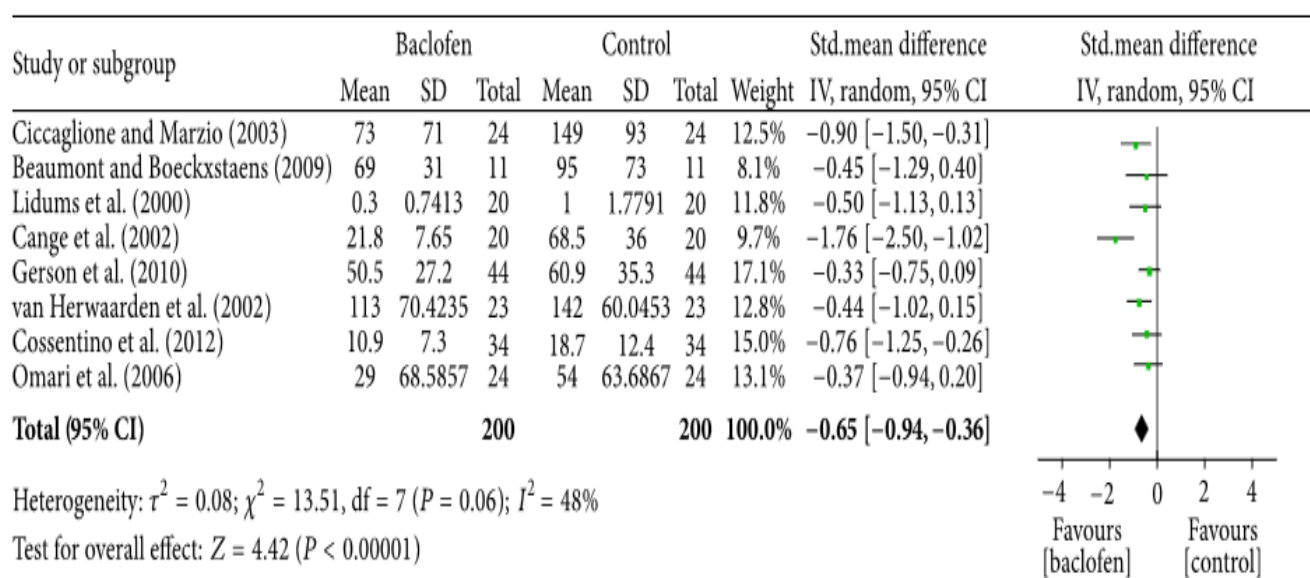 Study or subgroup Baclofen Control Std.mean difference Std.mean difference
Mean SD Total Mean SD Total Weight IV, random, 95% CI IV, random, 95% CI
Ciccaglione and Marzio (2003) 73 71 24 149 93 24 12.5% −0.90 [−1.50, −0.31]
Beaumont and Boeckxstaens (2009) 69 31 11 95 73 11 8.1% −0.45 [−1.29, 0.40]
Lidums et al. (2000) 0.3 0.7413 20 1 1.7791 20 11.8% −0.50 [−1.13, 0.13]
Cange et al. (2002) 21.8 7.65 20 68.5 36 20 9.7% −1.76 [−2.50, −1.02]
Gerson et al. (2010) 50.5 27.2 44 60.9 35.3 44 17.1% −0.33 [−0.75, 0.09]
van Herwaarden et al. (2002) 113 70.4235 23 142 60.0453 23 12.8% −0.44 [−1.02, 0.15]
Cossentino et al. (2012) 10.9 7.3 34 18.7 12.4 34 15.0% −0.76 [−1.25, −0.26]
Omari et al. (2006) 29 68.5857 24 54 63.6867 24 13.1% −0.37 [−0.94, 0.20]
Total (95% CI) 200 200 100.0% −0.65 [−0.94, −0.36]
Heterogeneity: τ² = 0.08; χ² = 13.51, df = 7 (P = 0.06); I² = 48%
Test for overall effect: Z = 4.42 (P < 0.00001)
−4 −2 0 2 4
Favours Favours
[baclofen] [control]